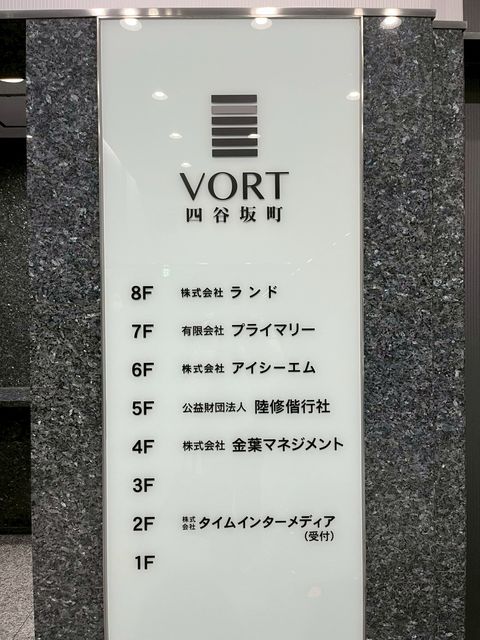 VORT
四谷坂町
8F 株式会社 ランド
7F 有限会社 プライマリー
6F 株式会社 アイシーエム
5F 公益財団法人 陸修偕行社
4F 株式会社 金葉マネジメント
3F
2F 株式会社 タイムインターメディア
(受付)
1F